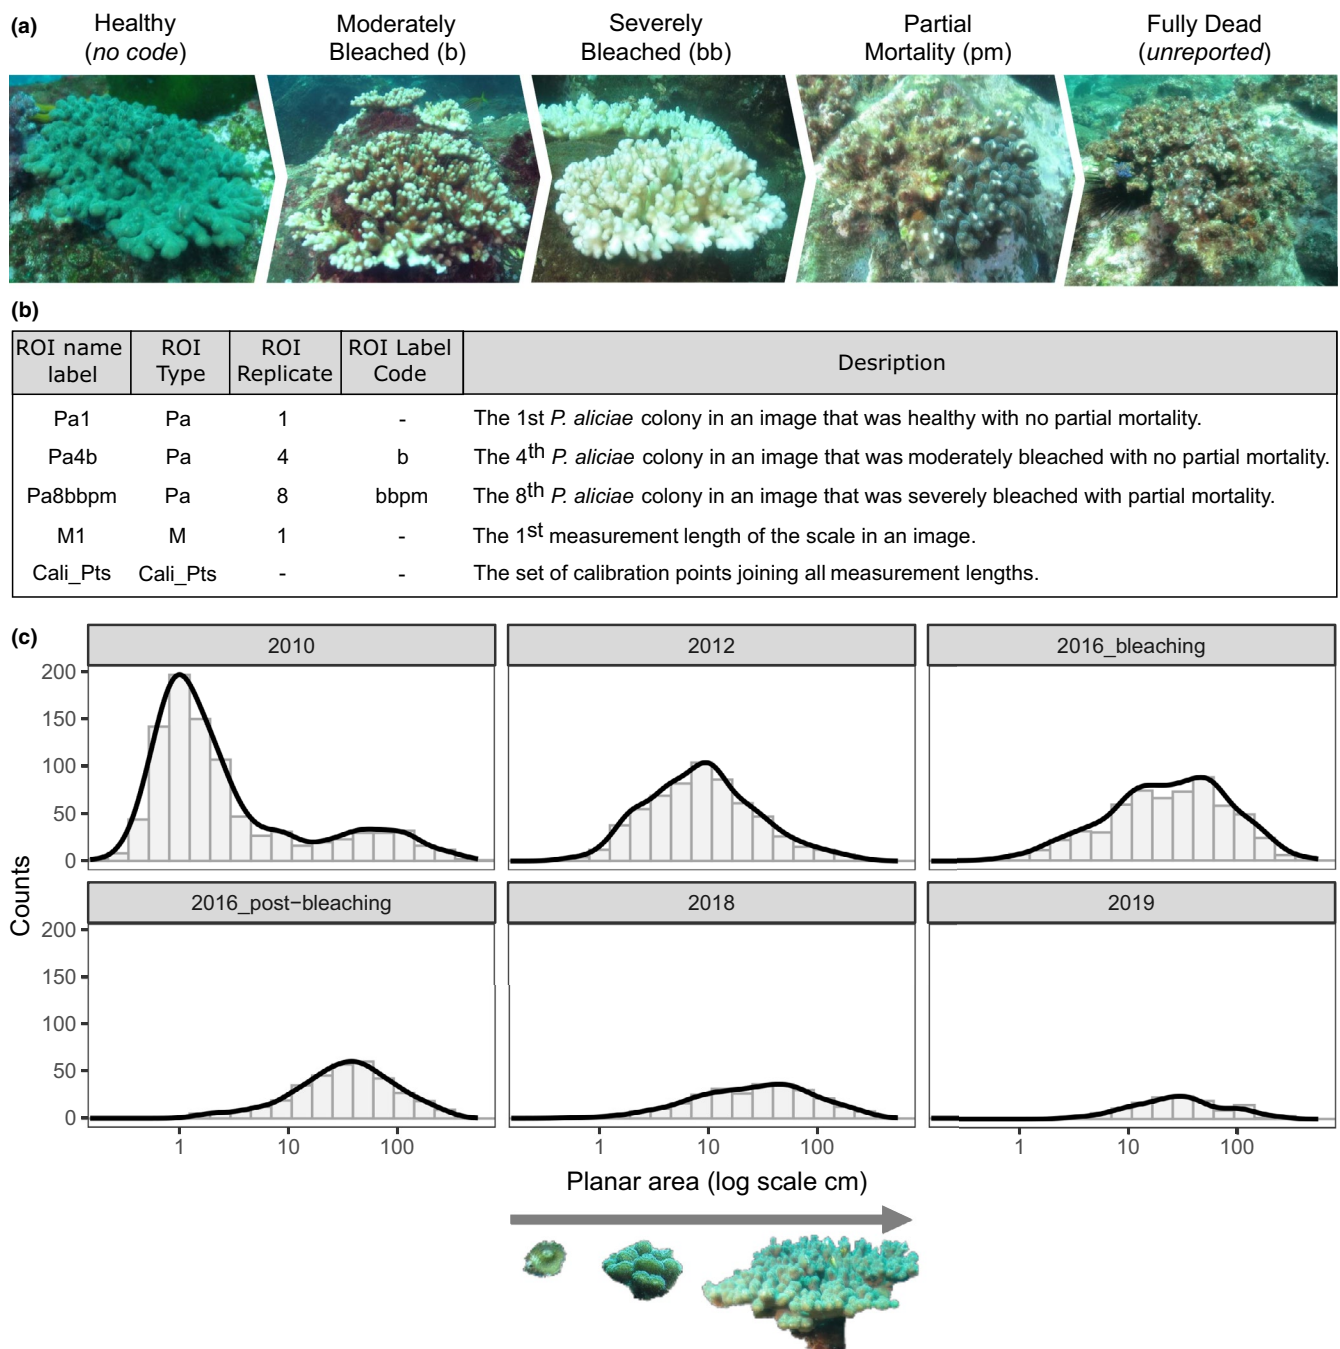 (a)
Healthy
(no code)
Moderately
Bleached (b)
Severely
Bleached (bb)
Partial
Mortality (pm)
Fully Dead
(unreported)
(b)
ROI name label | ROI Type | ROI Replicate | ROI Label Code | Desription
Pa1 | Pa | 1 | - | The 1st P. aliciae colony in an image that was healthy with no partial mortality.
Pa4b | Pa | 4 | b | The 4th P. aliciae colony in an image that was moderately bleached with no partial mortality.
Pa8bbpm | Pa | 8 | bbpm | The 8th P. aliciae colony in an image that was severely bleached with partial mortality.
M1 | M | 1 | - | The 1st measurement length of the scale in an image.
Cali_Pts | Cali_Pts | - | - | The set of calibration points joining all measurement lengths.
(c)
2010
2012
2016_bleaching
200
150
100
50
0
Counts
2016_post−bleaching
2018
2019
200
150
100
50
0
1 10 100
1 10 100
1 10 100
Planar area (log scale cm)